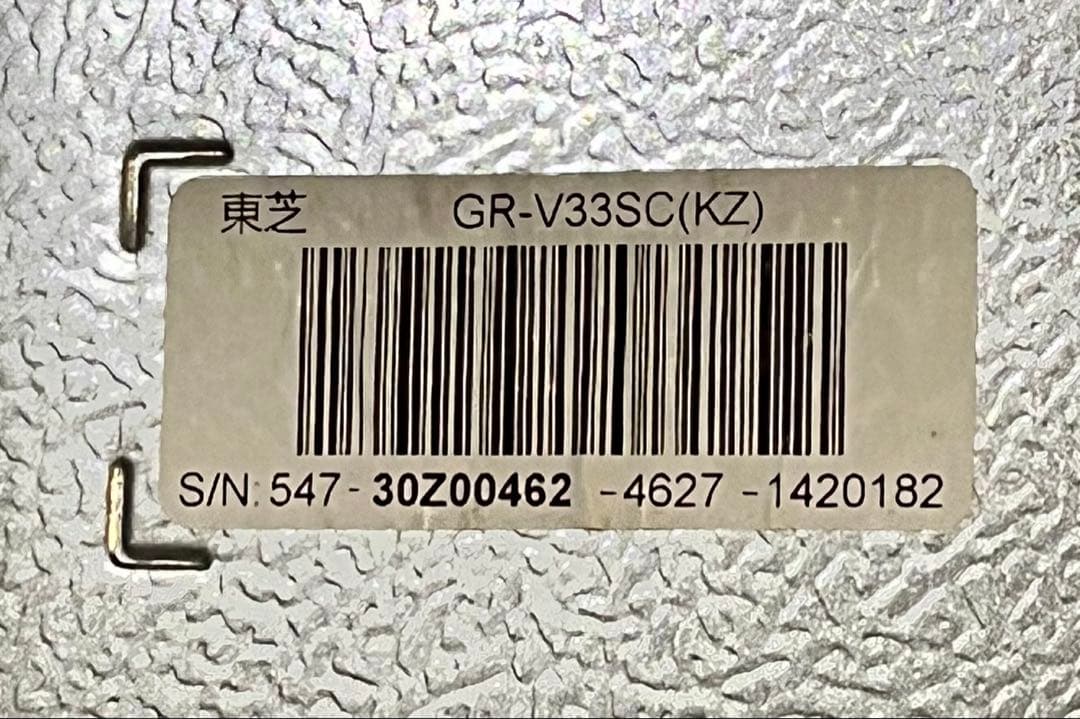 東芝 GR-V33SC(KZ)
S/N: 547- 30Z00462 -4627 -1420182